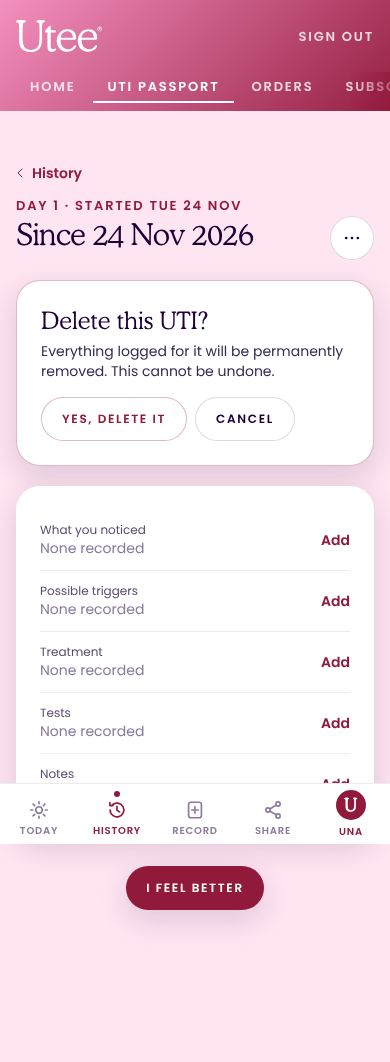 Utee®
SIGN OUT
HOME UTI PASSPORT ORDERS SUBSC
History
DAY 1 · STARTED TUE 24 NOV
Since 24 Nov 2026
Delete this UTI?
Everything logged for it will be permanently
removed. This cannot be undone.
YES, DELETE IT CANCEL
What you noticed
None recorded
Add
Possible triggers
None recorded
Add
Treatment
None recorded
Add
Tests
None recorded
Add
Notes
Add
TODAY HISTORY RECORD SHARE U UNA
I FEEL BETTER